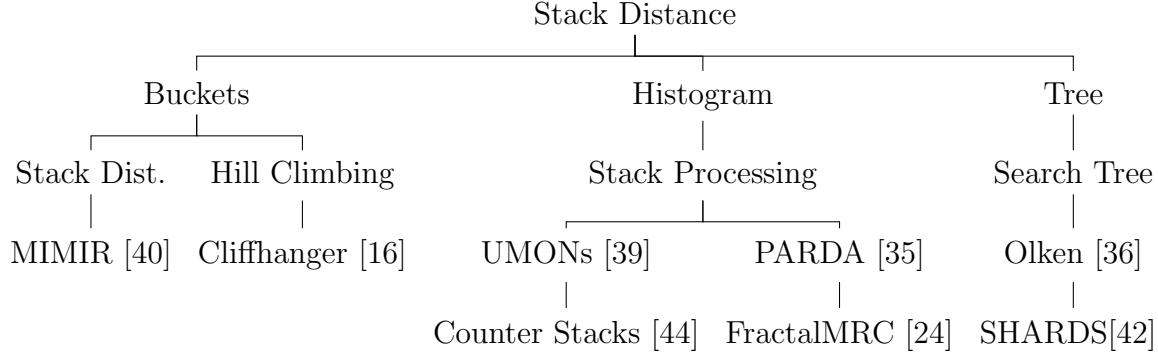 Stack Distance
Buckets Histogram Tree
Stack Dist. Hill Climbing Stack Processing Search Tree
MIMIR [40] Cliffhanger [16] UMONs [39] PARDA [35] Olken [36]
Counter Stacks [44] FractalMRC [24] SHARDS[42]